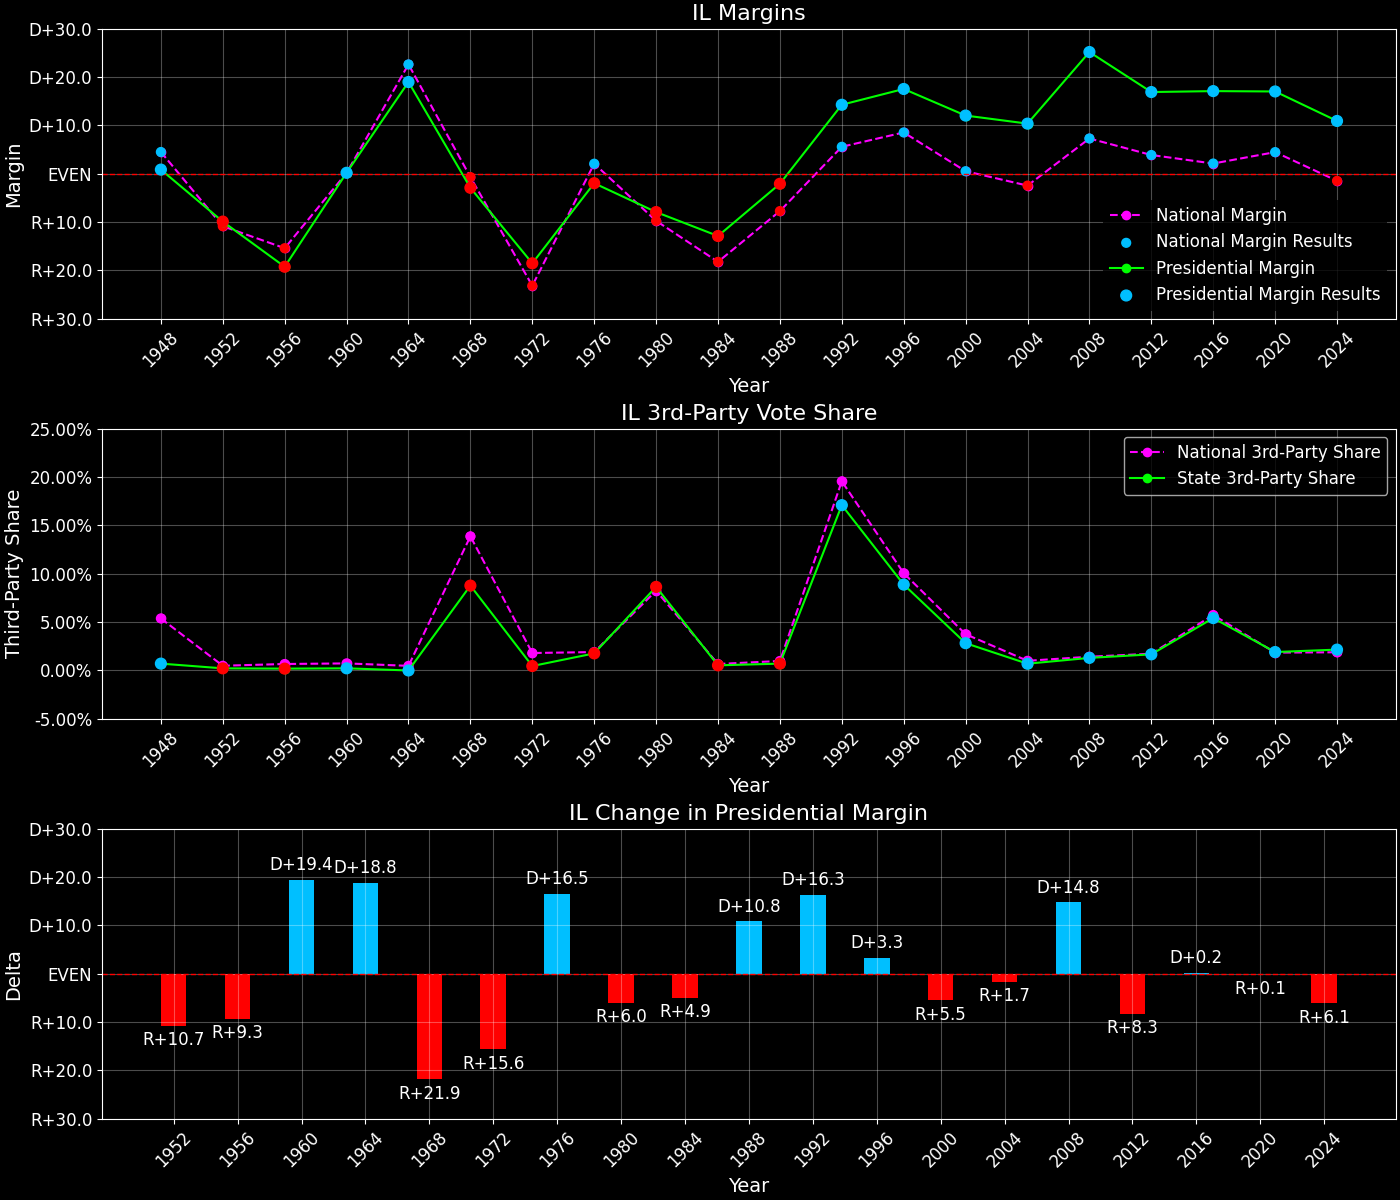 IL Margins
D+30.0
D+20.0
D+10.0
EVEN
R+10.0
R+20.0
R+30.0
Margin
National Margin
National Margin Results
Presidential Margin
Presidential Margin Results
1948 1952 1956 1960 1964 1968 1972 1976 1980 1984 1988 1992 1996 2000 2004 2008 2012 2016 2020 2024
Year
IL 3rd-Party Vote Share
25.00%
20.00%
15.00%
10.00%
5.00%
0.00%
-5.00%
Third-Party Share
National 3rd-Party Share
State 3rd-Party Share
1948 1952 1956 1960 1964 1968 1972 1976 1980 1984 1988 1992 1996 2000 2004 2008 2012 2016 2020 2024
Year
IL Change in Presidential Margin
D+30.0
D+20.0
D+10.0
EVEN
R+10.0
R+20.0
R+30.0
Delta
R+10.7
R+9.3
D+19.4
D+18.8
R+21.9
R+15.6
D+16.5
R+6.0
R+4.9
D+10.8
D+16.3
D+3.3
R+5.5
R+1.7
D+14.8
R+8.3
D+0.2
R+0.1
R+6.1
1952 1956 1960 1964 1968 1972 1976 1980 1984 1988 1992 1996 2000 2004 2008 2012 2016 2020 2024
Year